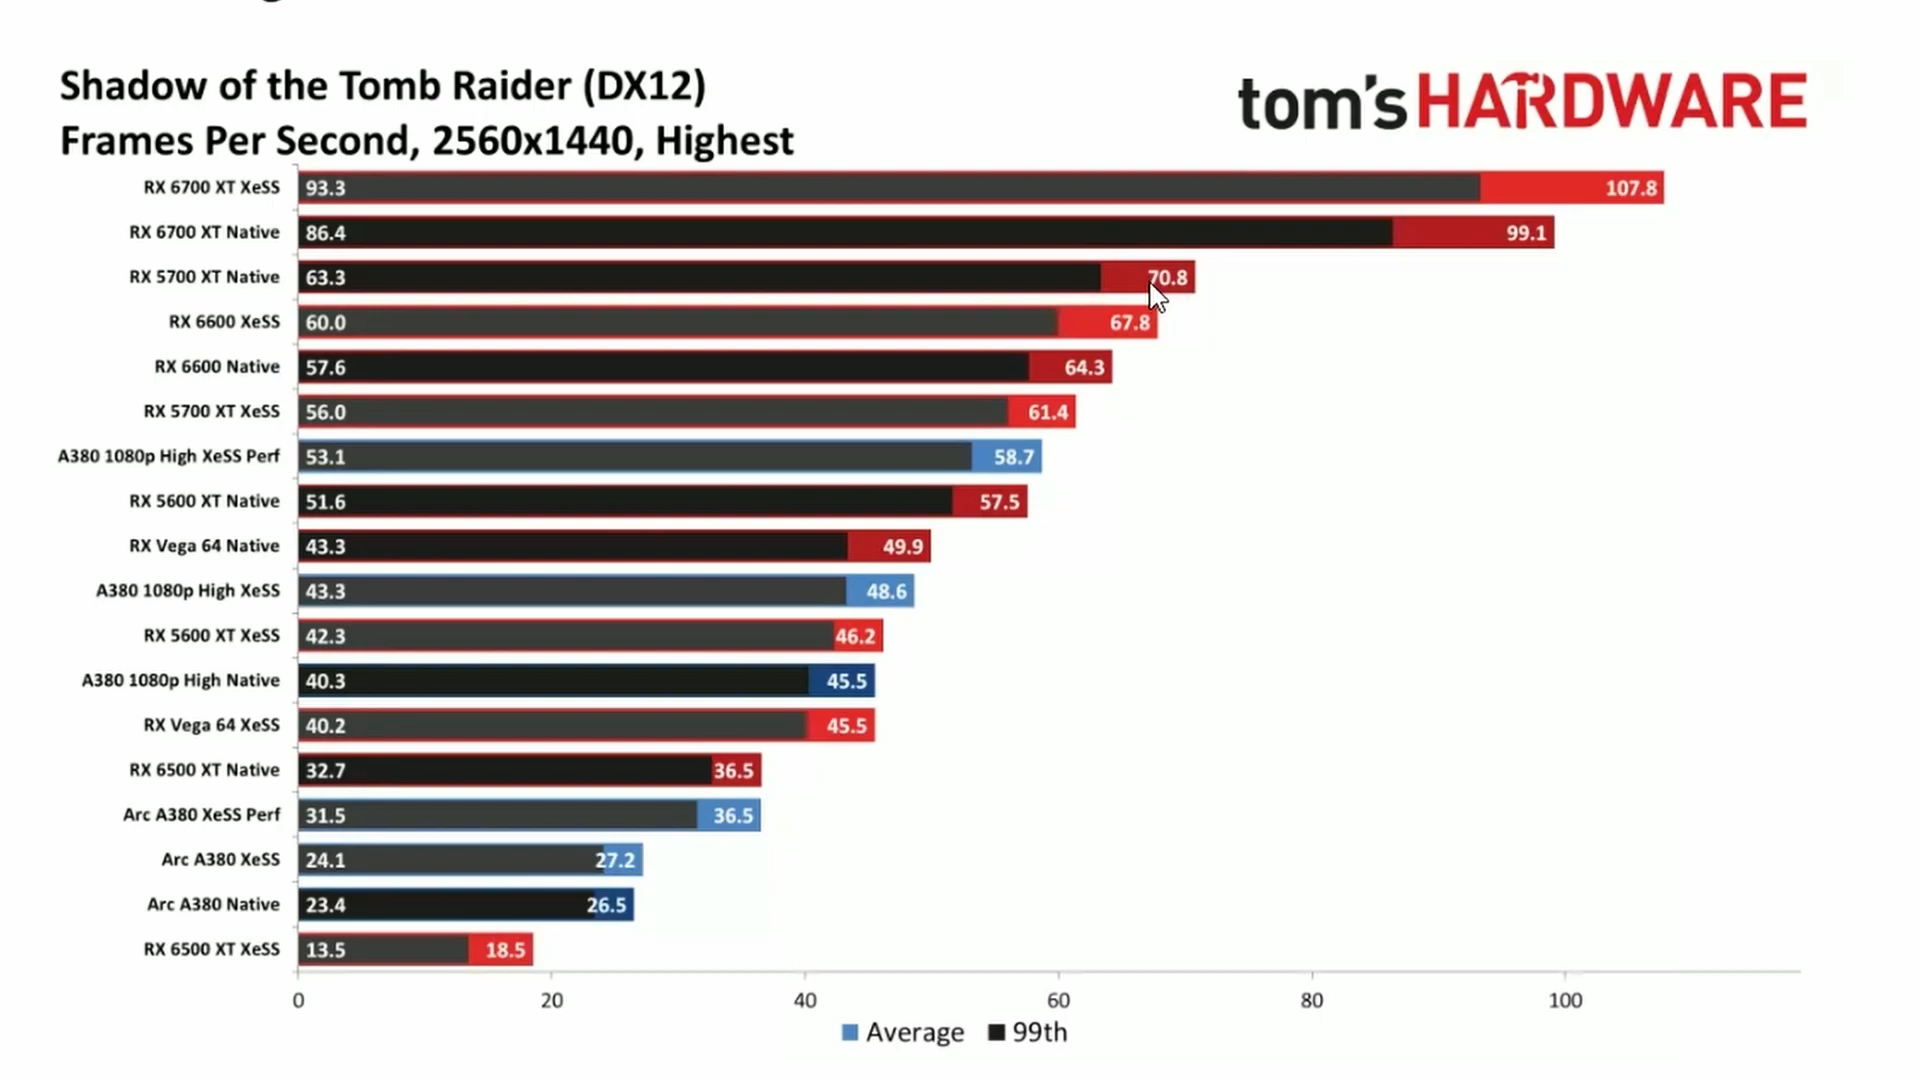 tom's HARDWARE
Shadow of the Tomb Raider (DX12)
Frames Per Second, 2560x1440, Highest
RX 6700 XT XeSS 93.3 107.8
RX 6700 XT Native 86.4 99.1
RX 5700 XT Native 63.3 70.8
RX 6600 XeSS 60.0 67.8
RX 6600 Native 57.6 64.3
RX 5700 XT XeSS 56.0 61.4
A380 1080p High XeSS Perf 53.1 58.7
RX 5600 XT Native 51.6 57.5
RX Vega 64 Native 43.3 49.9
A380 1080p High XeSS 43.3 48.6
RX 5600 XT XeSS 42.3 46.2
A380 1080p High Native 40.3 45.5
RX Vega 64 XeSS 40.2 45.5
RX 6500 XT Native 32.7 36.5
Arc A380 XeSS Perf 31.5 36.5
Arc A380 XeSS 24.1 27.2
Arc A380 Native 23.4 26.5
RX 6500 XT XeSS 13.5 18.5
0 20 40 60 80 100
Average 99th